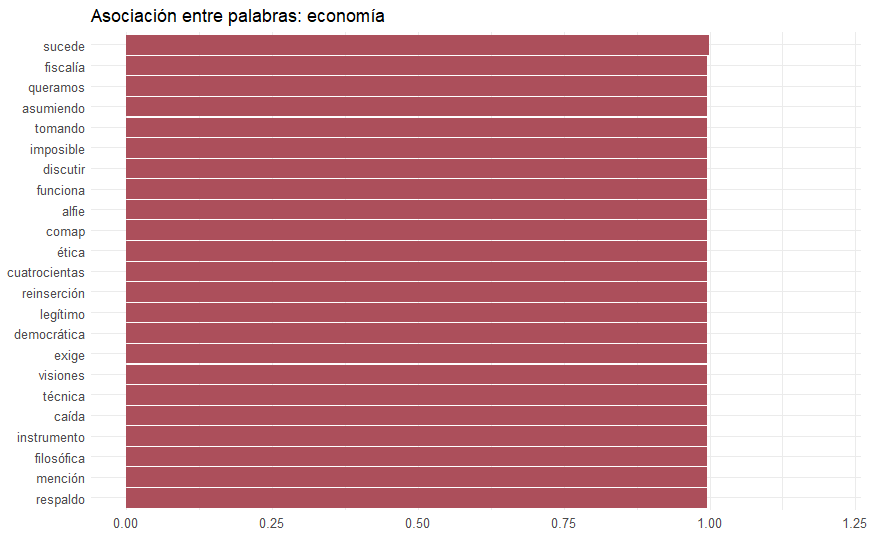 Asociación entre palabras: economía
sucede
fiscalía
queramos
asumiendo
tomando
imposible
discutir
funciona
alfie
comap
ética
cuatrocientas
reinserción
legítimo
democrática
exige
visiones
técnica
caída
instrumento
filosófica
mención
respaldo
0.00 0.25 0.50 0.75 1.00 1.25